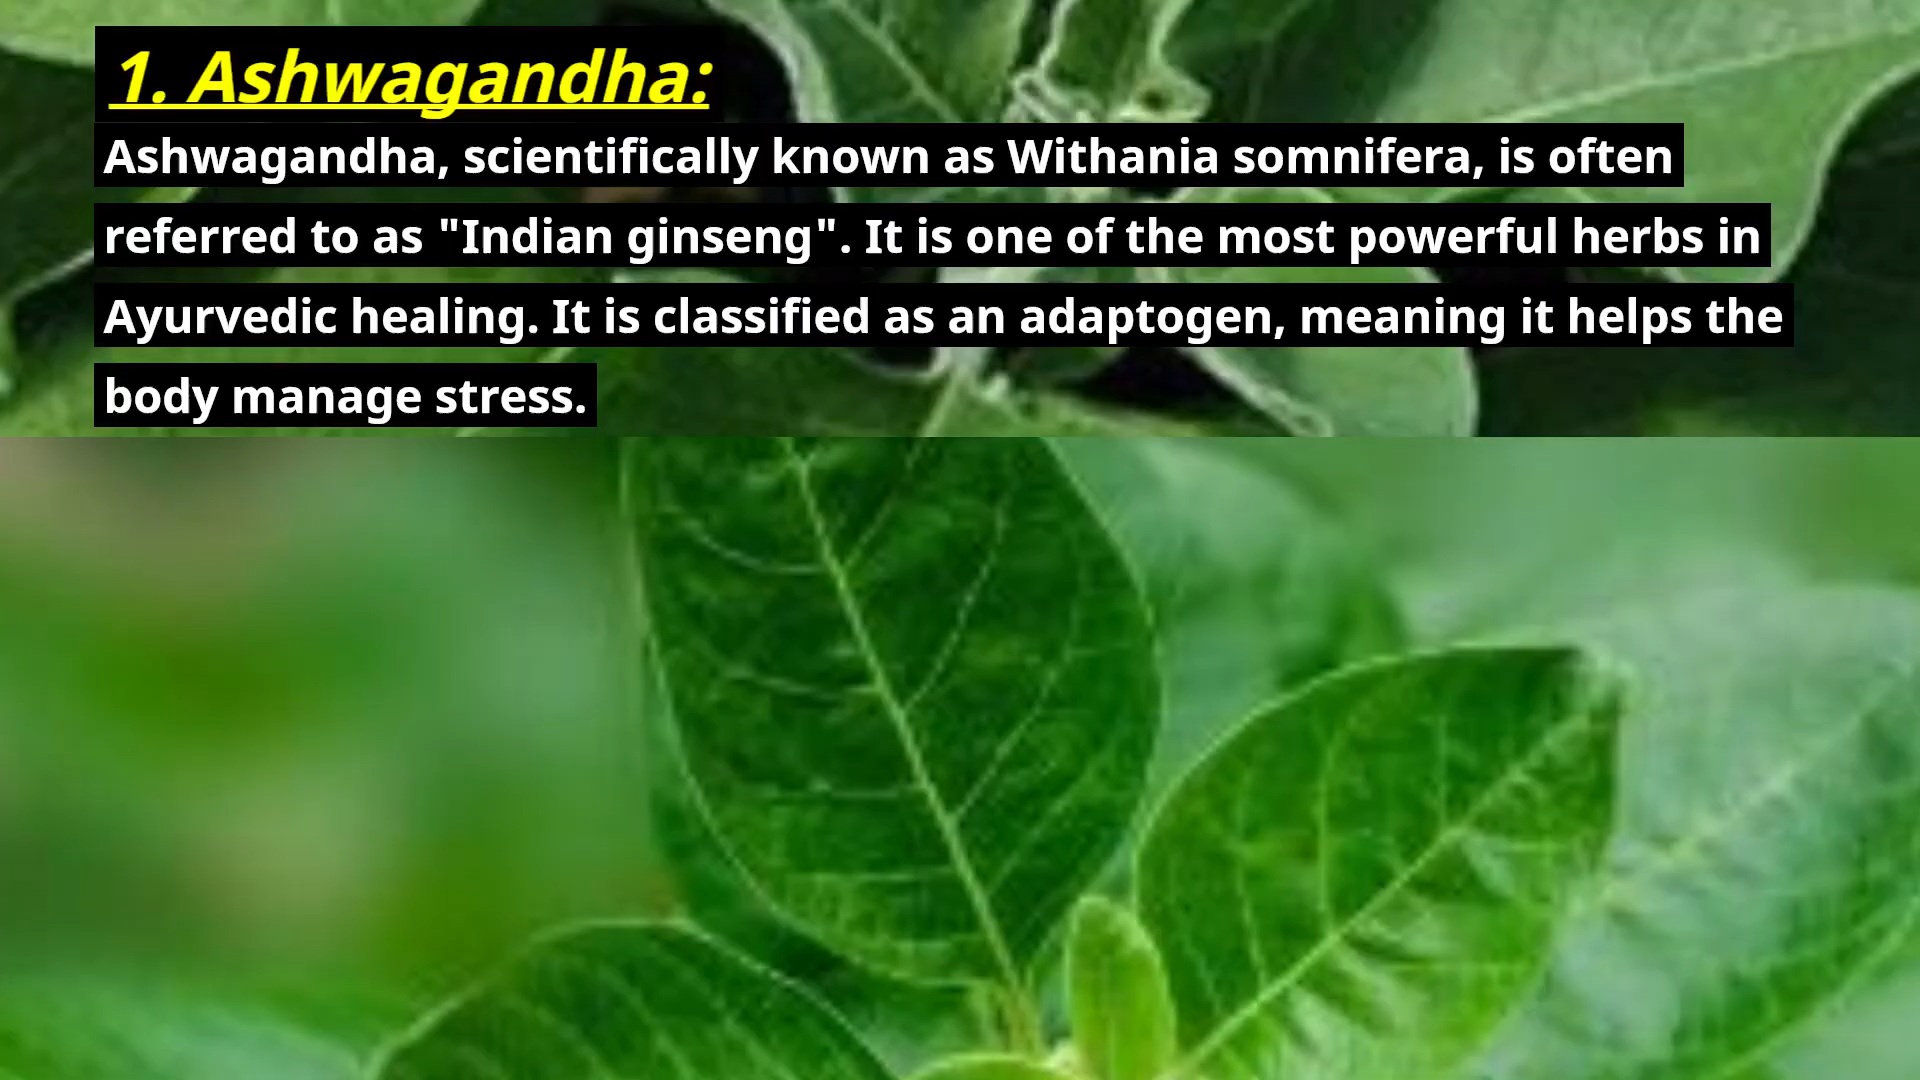 1. Ashwagandha:
Ashwagandha, scientifically known as Withania somnifera, is often
referred to as "Indian ginseng". It is one of the most powerful herbs in
Ayurvedic healing. It is classified as an adaptogen, meaning it helps the
body manage stress.